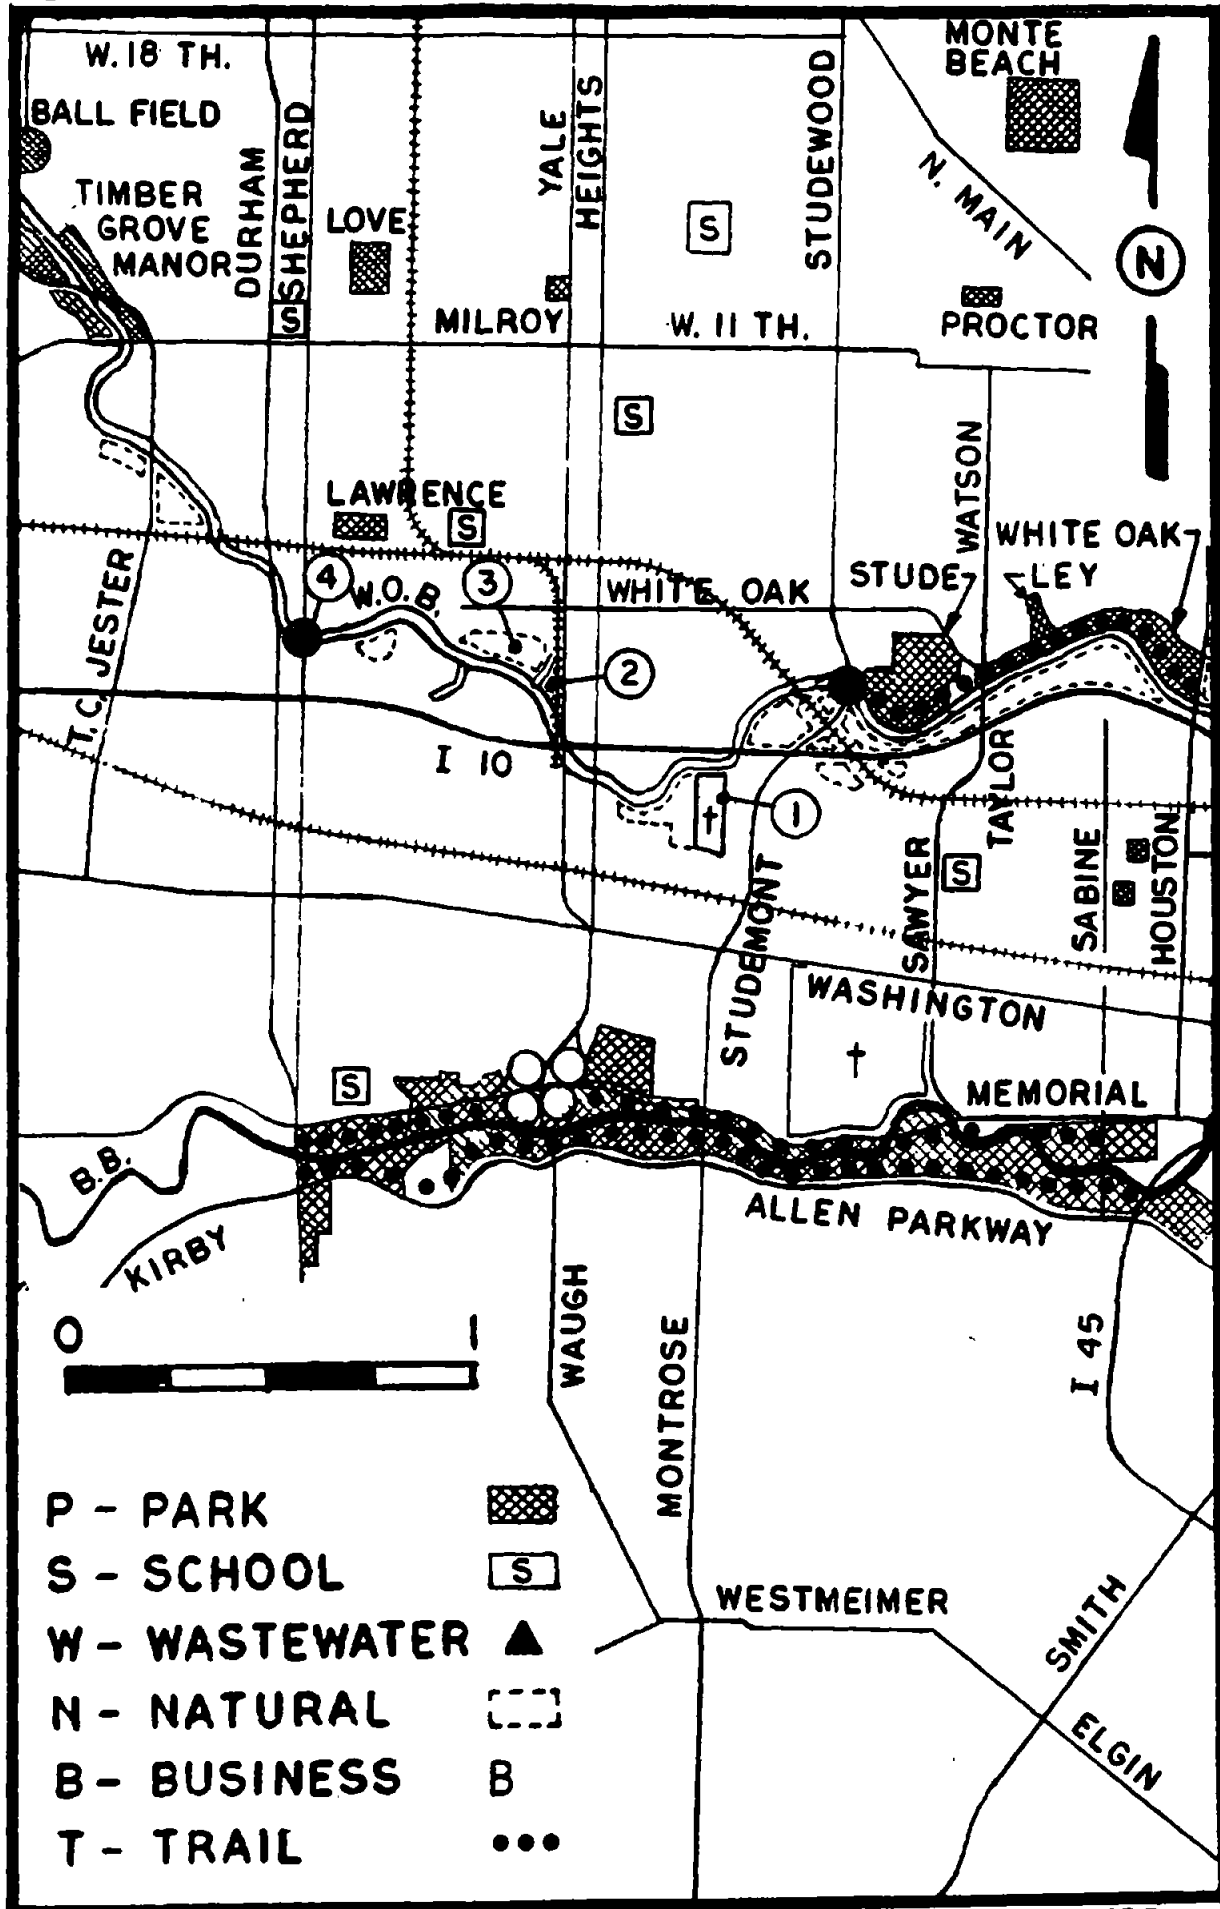 W. 18 TH.
MONTE
BEACH
BALL FIELD
DURHAM
SHEPHERD
YALE
HEIGHTS
STUDEWOOD
N. MAIN
TIMBER
GROVE
MANOR
LOVE
S
N
S
MILROY
W. 11 TH.
PROCTOR
S
WATSON
LAWRENCE
S
WHITE OAK
STUDE
LEY
T.C. JESTER
4
W.O.B.
3
WHITE OAK
2
I 10
1
TAYLOR
SAWYER
S
SABINE
HOUSTON
STUDEMONT
WASHINGTON
S
MEMORIAL
B.B.
KIRBY
ALLEN PARKWAY
0 1
WAUGH
MONTROSE
I 45
P - PARK
S - SCHOOL S
W - WASTEWATER
N - NATURAL
B - BUSINESS B
T - TRAIL
WESTMEIMER
SMITH
ELGIN